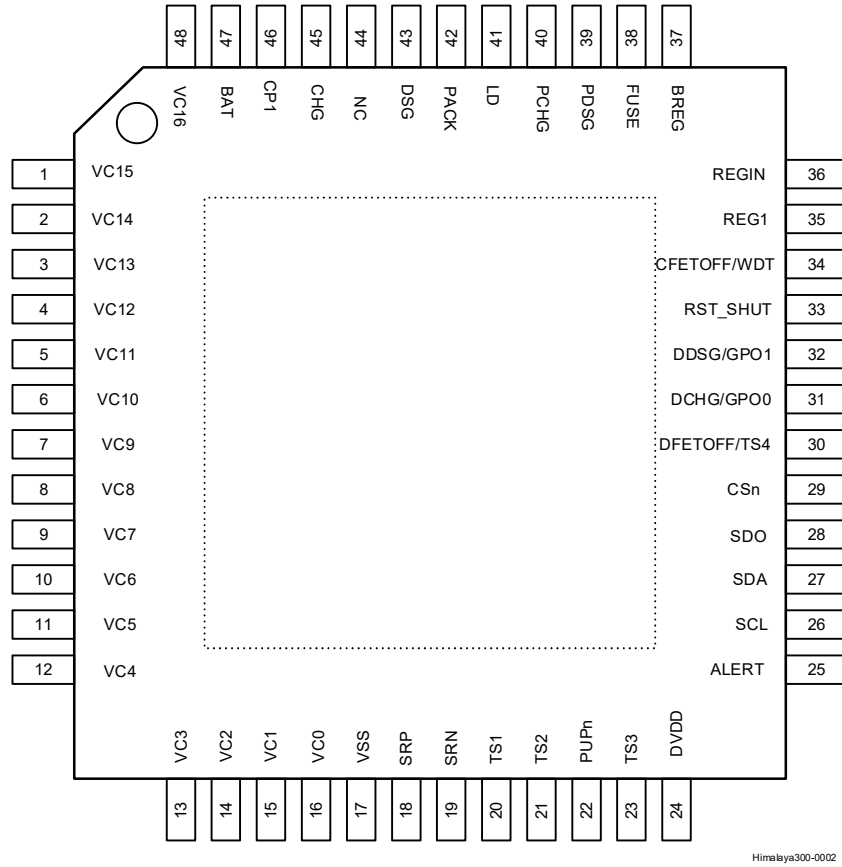 48
47
46
45
44
43
42
41
40
39
38
37
VC16
BAT
CP1
CHG
NC
DSG
PACK
LD
PCHG
PDSG
FUSE
BREG
1 VC15 REGIN 36
2 VC14 REG1 35
3 VC13 CFETOFF/WDT 34
4 VC12 RST_SHUT 33
5 VC11 DDSG/GPO1 32
6 VC10 DCHG/GPO0 31
7 VC9 DFETOFF/TS4 30
8 VC8 CSn 29
9 VC7 SDO 28
10 VC6 SDA 27
11 VC5 SCL 26
12 VC4 ALERT 25
VC3
VC2
VC1
VC0
VSS
SRP
SRN
TS1
TS2
PUPn
TS3
DVDD
13
14
15
16
17
18
19
20
21
22
23
24
Himalaya300-0002